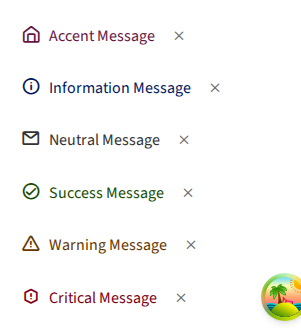 Accent Message
Information Message
Neutral Message
Success Message
Warning Message
Critical Message